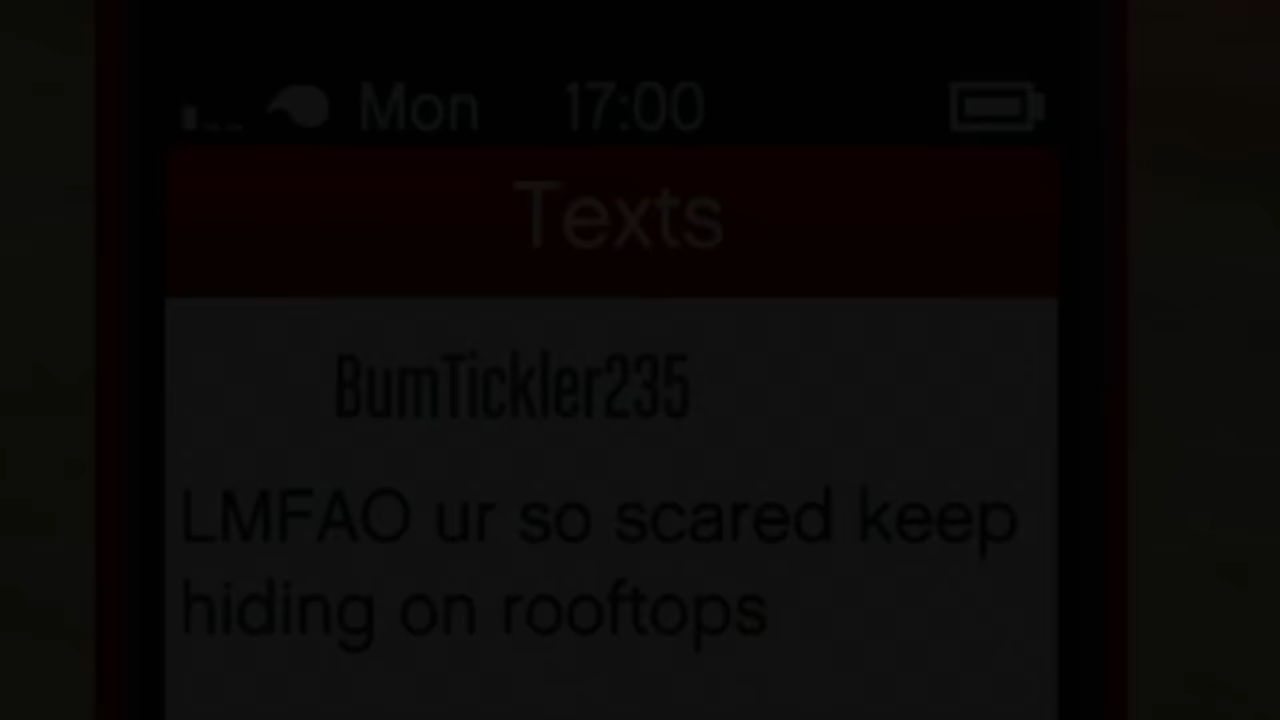 Mon 17:00
Texts
BumTickler235
LMFAO ur so scared keep
hiding on rooftops